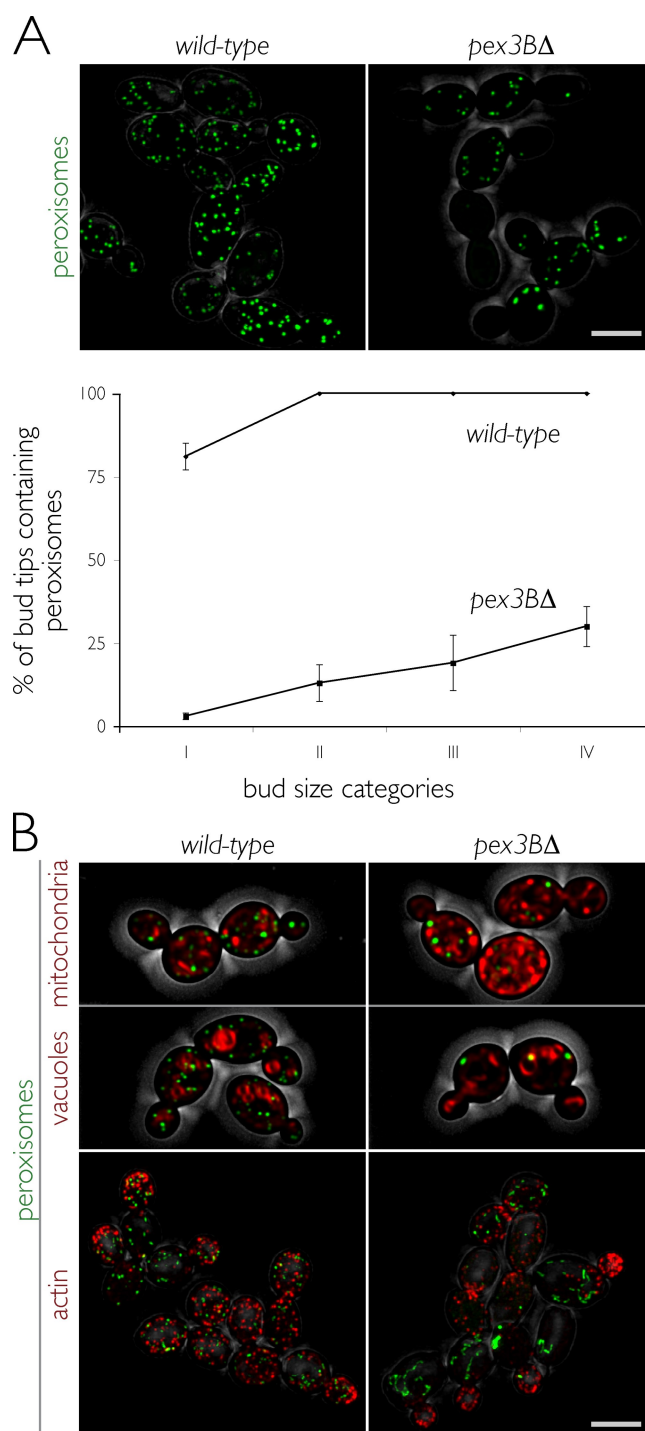 A
wild-type
pex3BΔ
peroxisomes
100
75
50
25
0
% of bud tips containing
peroxisomes
wild-type
pex3BΔ
I
II
III
IV
bud size categories
B
wild-type
pex3BΔ
peroxisomes
mitochondria
vacuoles
actin